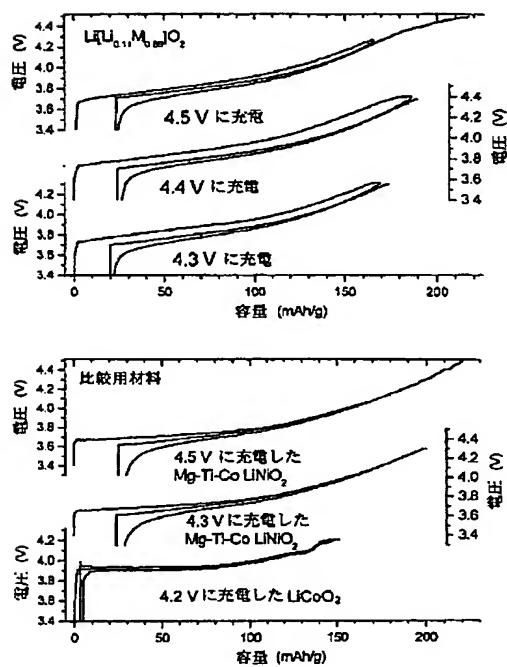 Li[Li0.11M0.89]O2
電圧 (V)
4.4
4.2
4.0
3.8
3.6
3.4
4.5 V に充電
電圧 (V)
4.4
4.2
4.0
3.8
3.6
3.4
4.4 V に充電
電圧 (V)
4.2
4.0
3.8
3.6
3.4
4.3 V に充電
0 50 100 150 200
容量 (mAh/g)
比較用材料
電圧 (V)
4.4
4.2
4.0
3.8
3.6
3.4
4.5 V に充電した
Mg-Ti-Co LiNiO2
電圧 (V)
4.4
4.2
4.0
3.8
3.6
3.4
4.3 V に充電した
Mg-Ti-Co LiNiO2
電圧 (V)
4.2
4.0
3.8
3.6
3.4
4.2 V に充電した LiCoO2
0 50 100 150 200
容量 (mAh/g)